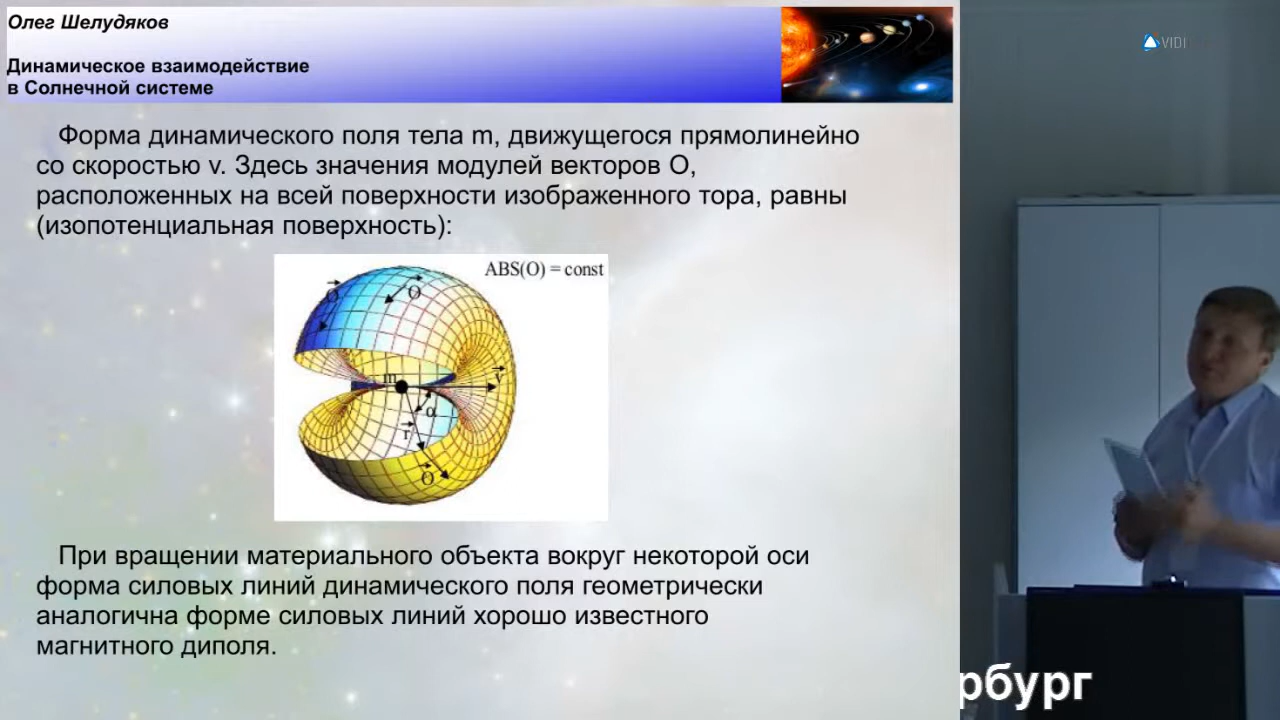 Олег Шелудяков
Динамическое взаимодействие
в Солнечной системе
VIDI
Форма динамического поля тела m, движущегося прямолинейно
со скоростью v. Здесь значения модулей векторов О,
расположенных на всей поверхности изображенного тора, равны
(изопотенциальная поверхность):
ABS(O) = const
O
O
m
v
α
r
O
При вращении материального объекта вокруг некоторой оси
форма силовых линий динамического поля геометрически
аналогична форме силовых линий хорошо известного
магнитного диполя.
рбург